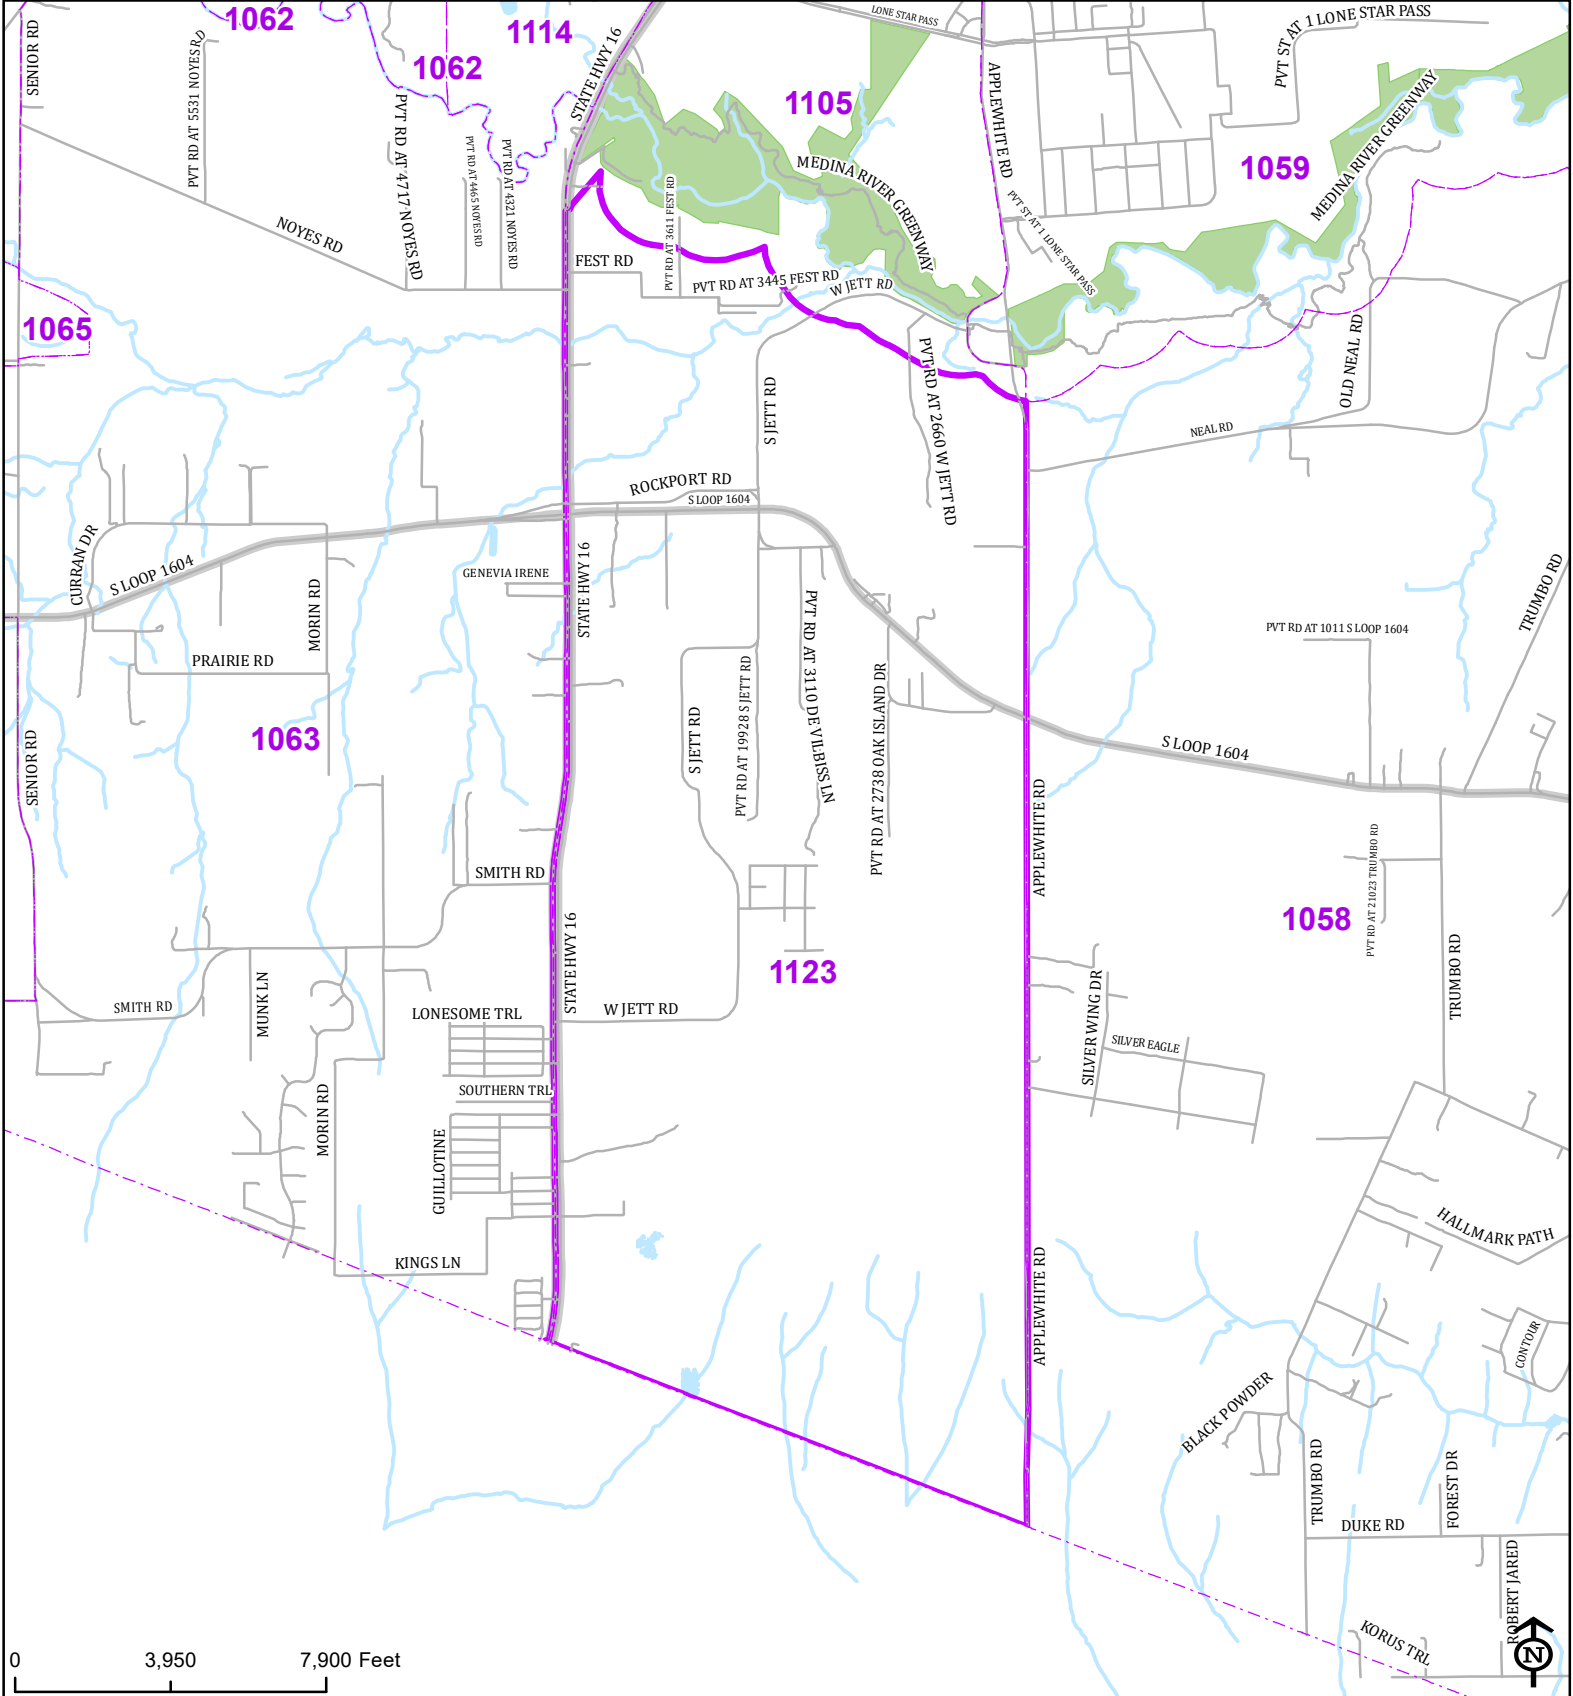 1062
1114
LONE STAR PASS
PVT ST AT 1 LONE STAR PASS
SENIOR RD
PVT RD AT 5531 NOYES RD
1062
STATE HWY 16
1105
APPLEWHITE RD
MEDINA RIVER GREENWAY
1059
PVT RD AT 4717 NOYES RD
PVT RD AT 4465 NOYES RD
PVT RD AT 4321 NOYES RD
MEDINA RIVER GREENWAY
PVT ST AT 1 LONE STAR PASS
NOYES RD
PVT RD AT 3611 FEST RD
FEST RD
PVT RD AT 3445 FEST RD
W JETT RD
1065
OLD NEAL RD
PVT RD AT 2660 W JETT RD
S JETT RD
NEAL RD
ROCKPORT RD
S LOOP 1604
CURRAN DR
S LOOP 1604
GENEVIA IRENE
STATE HWY 16
MORIN RD
PRAIRIE RD
PVT RD AT 3110 DEVILBISS LN
TRUMBO RD
PVT RD AT 1011 S LOOP 1604
PVT RD AT 19928 S JETT RD
PVT RD AT 2738 OAK ISLAND DR
1063
S JETT RD
S LOOP 1604
SENIOR RD
APPLEWHITE RD
SMITH RD
PVT RD AT 21023 TRUMBO RD
1058
STATE HWY 16
1123
TRUMBO RD
SMITH RD
MUNK LN
LONESOME TRL
W JETT RD
SILVER WING DR
SILVER EAGLE
SOUTHERN TRL
MORIN RD
GUILLOTINE
HALLMARK PATH
KINGS LN
APPLEWHITE RD
CONTOUR
BLACK POWDER
TRUMBO RD
FOREST DR
DUKE RD
ROBERT JARED
KORUS TRL
N
0 3,950 7,900 Feet